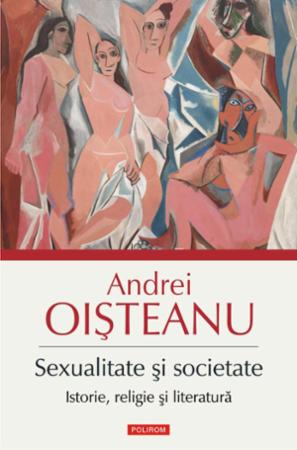 Andrei
OIŞTEANU
Sexualitate şi societate
Istorie, religie şi literatură
POLIROM